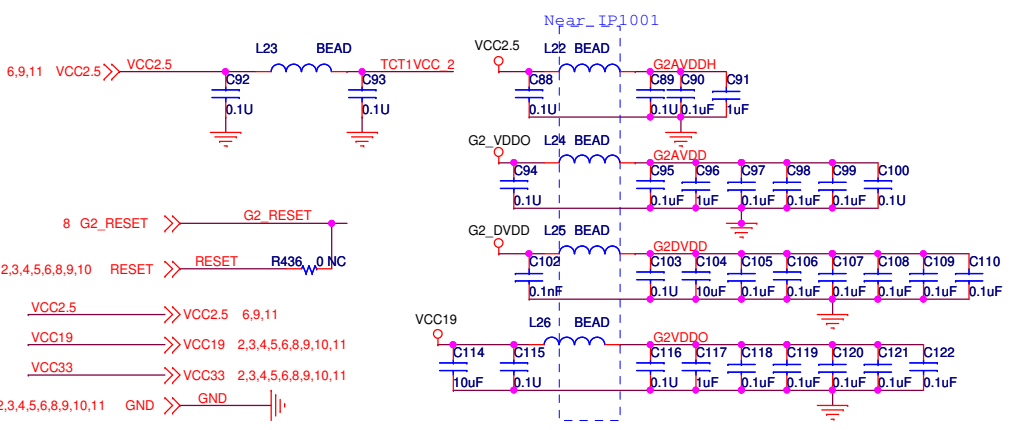 Near_IP1001
L23 BEAD
VCC2.5 L22 BEAD
6,9,11 VCC2.5 VCC2.5 TCT1VCC_2 G2AVDDH
C92 C93 C88 C89 C90 C91
0.1U 0.1U 0.1U 0.1U 0.1uF 1uF
G2_VDDO L24 BEAD
G2AVDD
C94 C95 C96 C97 C98 C99 C100
0.1U 0.1uF 1uF 0.1uF 0.1uF 0.1uF 0.1U
8 G2_RESET G2_RESET
G2_DVDD L25 BEAD
G2DVDD
2,3,4,5,6,8,9,10 RESET RESET R436 0 NC
C102 C103 C104 C105 C106 C107 C108 C109 C110
0.1nF 0.1U 10uF 0.1uF 0.1uF 0.1uF 0.1uF 0.1uF 0.1uF
VCC2.5 VCC2.5 6,9,11
VCC19 L26 BEAD
VCC19 VCC19 2,3,4,5,6,8,9,10,11
G2VDDO
C114 C115 C116 C117 C118 C119 C120 C121 C122
10uF 0.1U 0.1U 1uF 0.1uF 0.1uF 0.1uF 0.1uF 0.1uF
VCC33 VCC33 2,3,4,5,6,8,9,10,11
2,3,4,5,6,8,9,10,11 GND GND